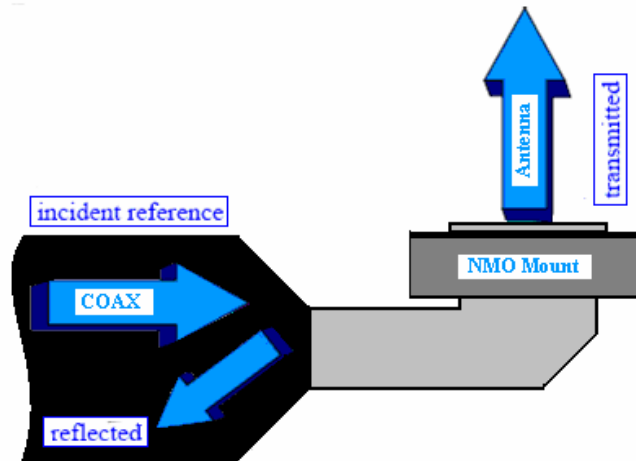 Antenna
transmitted
incident reference
NMO Mount
COAX
reflected